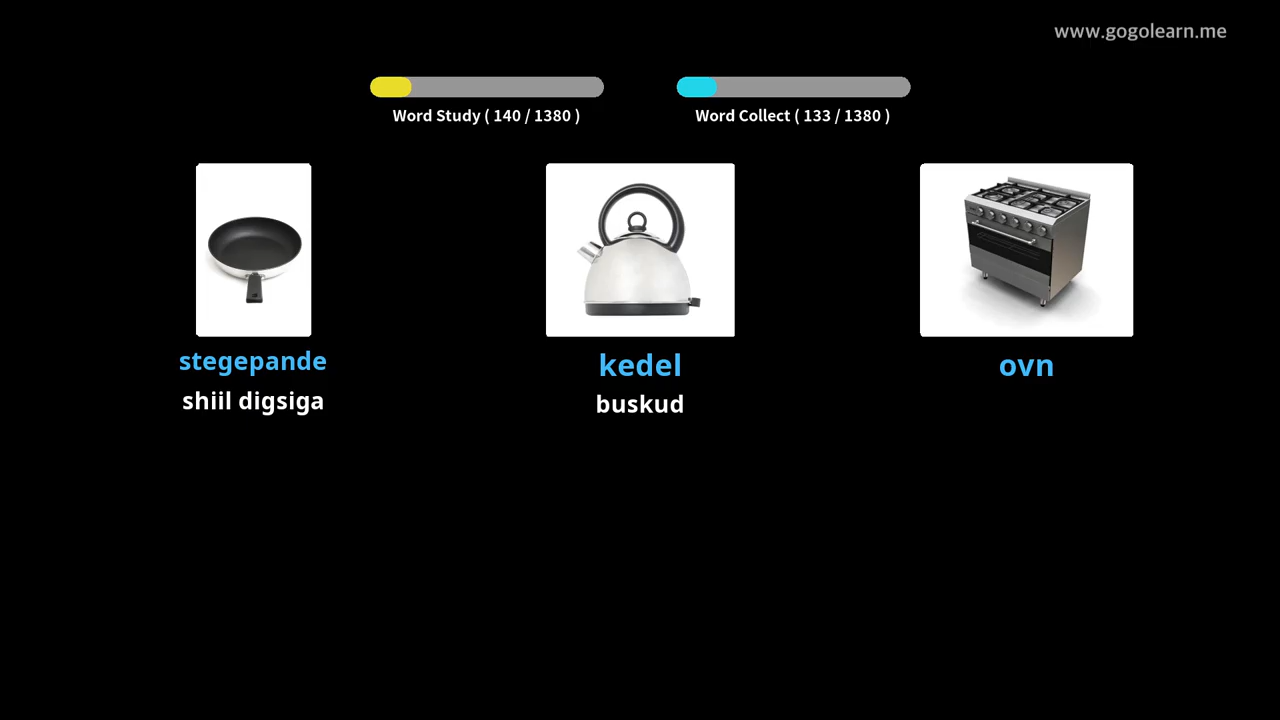 www.gogolearn.me
Word Study ( 140 / 1380 )
Word Collect ( 133 / 1380 )
stegepande
shiil digsiga
kedel
buskud
ovn